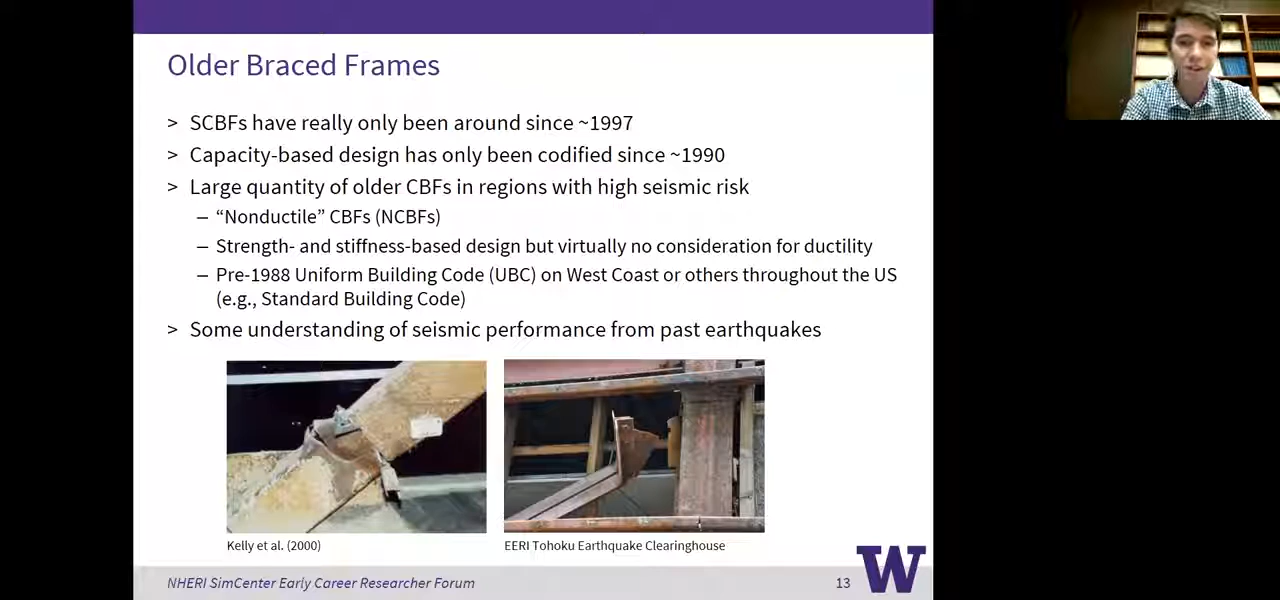 Older Braced Frames
> SCBFs have really only been around since ~1997
> Capacity-based design has only been codified since ~1990
> Large quantity of older CBFs in regions with high seismic risk
– “Nonductile” CBFs (NCBFs)
– Strength- and stiffness-based design but virtually no consideration for ductility
– Pre-1988 Uniform Building Code (UBC) on West Coast or others throughout the US
(e.g., Standard Building Code)
> Some understanding of seismic performance from past earthquakes
Kelly et al. (2000)
EERI Tohoku Earthquake Clearinghouse
NHERI SimCenter Early Career Researcher Forum
13
W